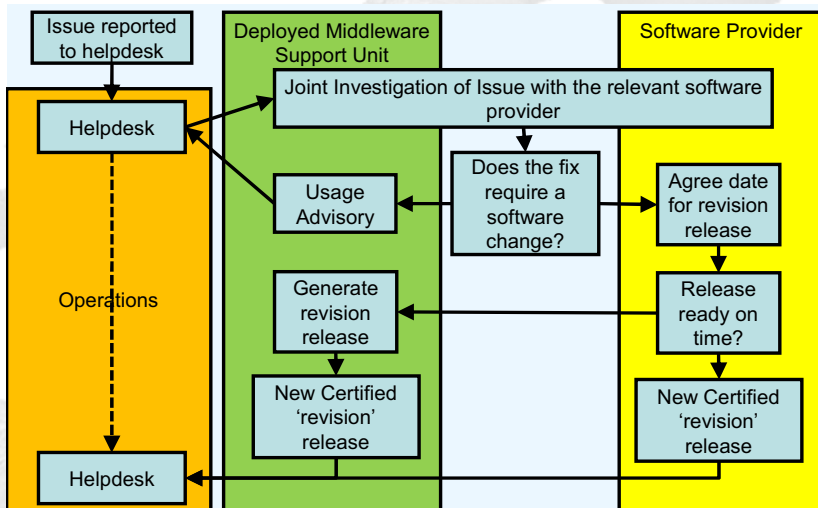 Issue reported
to helpdesk
Deployed Middleware
Support Unit
Software Provider
Joint Investigation of Issue with the relevant software
provider
Helpdesk
Does the fix
require a
software
change?
Usage
Advisory
Agree date
for revision
release
Operations
Generate
revision
release
Release
ready on
time?
New Certified
‘revision’
release
New Certified
‘revision’
release
Helpdesk